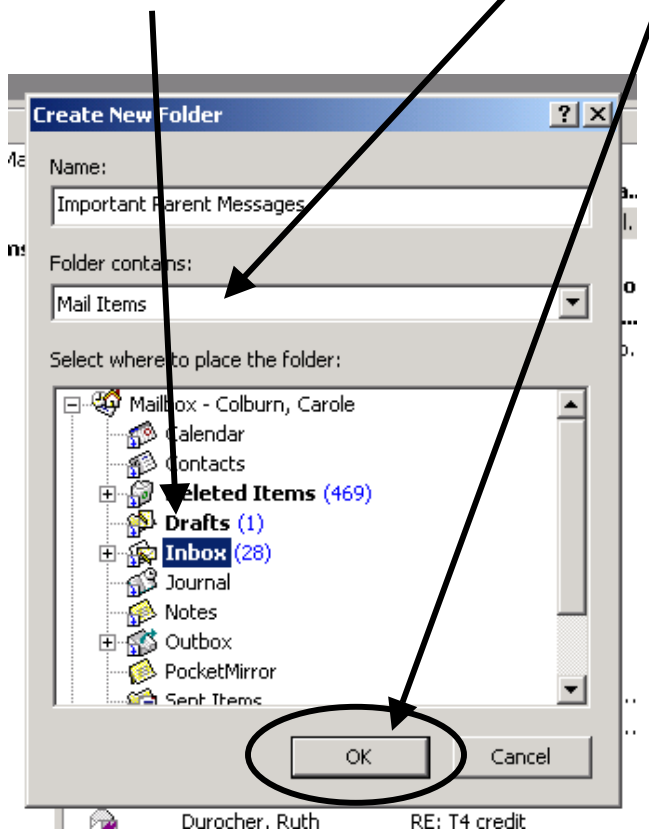 Create New Folder
Name:
Important Parent Messages
Folder contains:
Mail Items
Select where to place the folder:
Mailbox - Colburn, Carole
Calendar
Contacts
Deleted Items (469)
Drafts (1)
Inbox (28)
Journal
Notes
Outbox
PocketMirror
Sent Items
OK Cancel
Durocher, Ruth RE: T4 credit